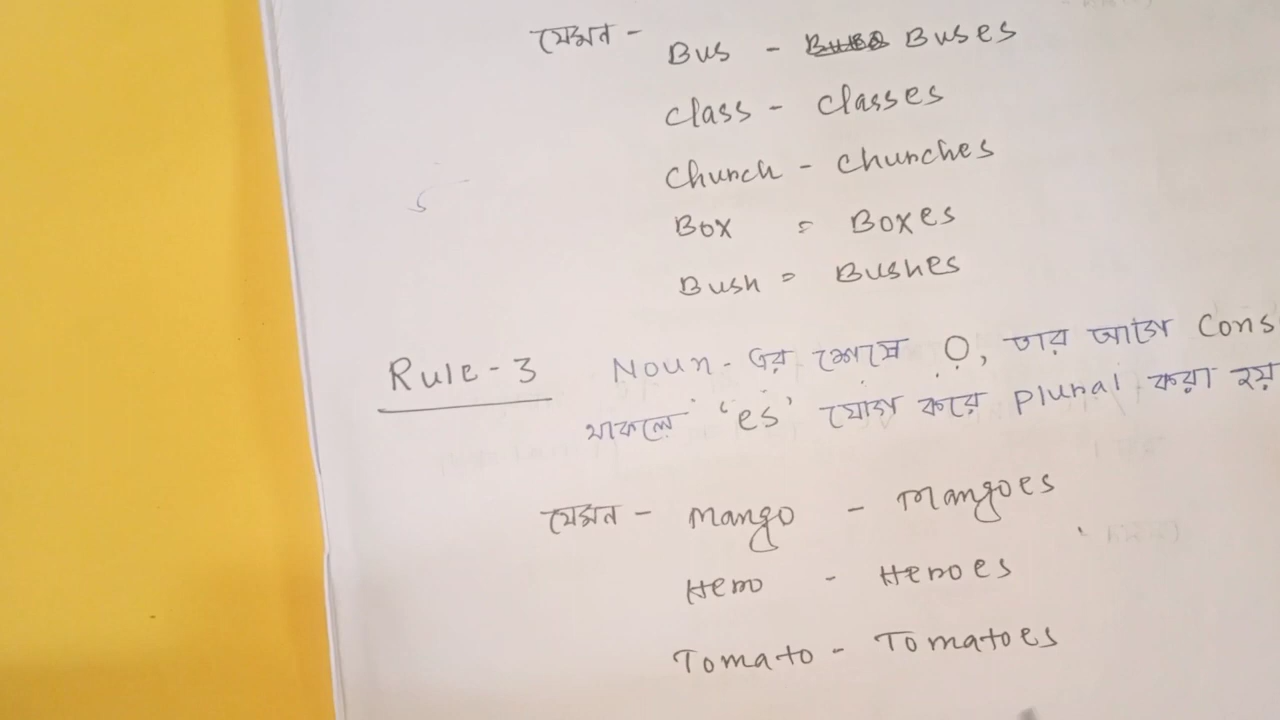 যেমন - Bus - Buses
Class - Classes
Church - Churches
Box = Boxes
Bush = Bushes
Rule - 3 Noun - এর শেষে O, তার আগে Cons
থাকলে 'es' যোগ করে Plural করা হয়
যেমন - Mango - Mangoes
Hero - Heroes
Tomato - Tomatoes